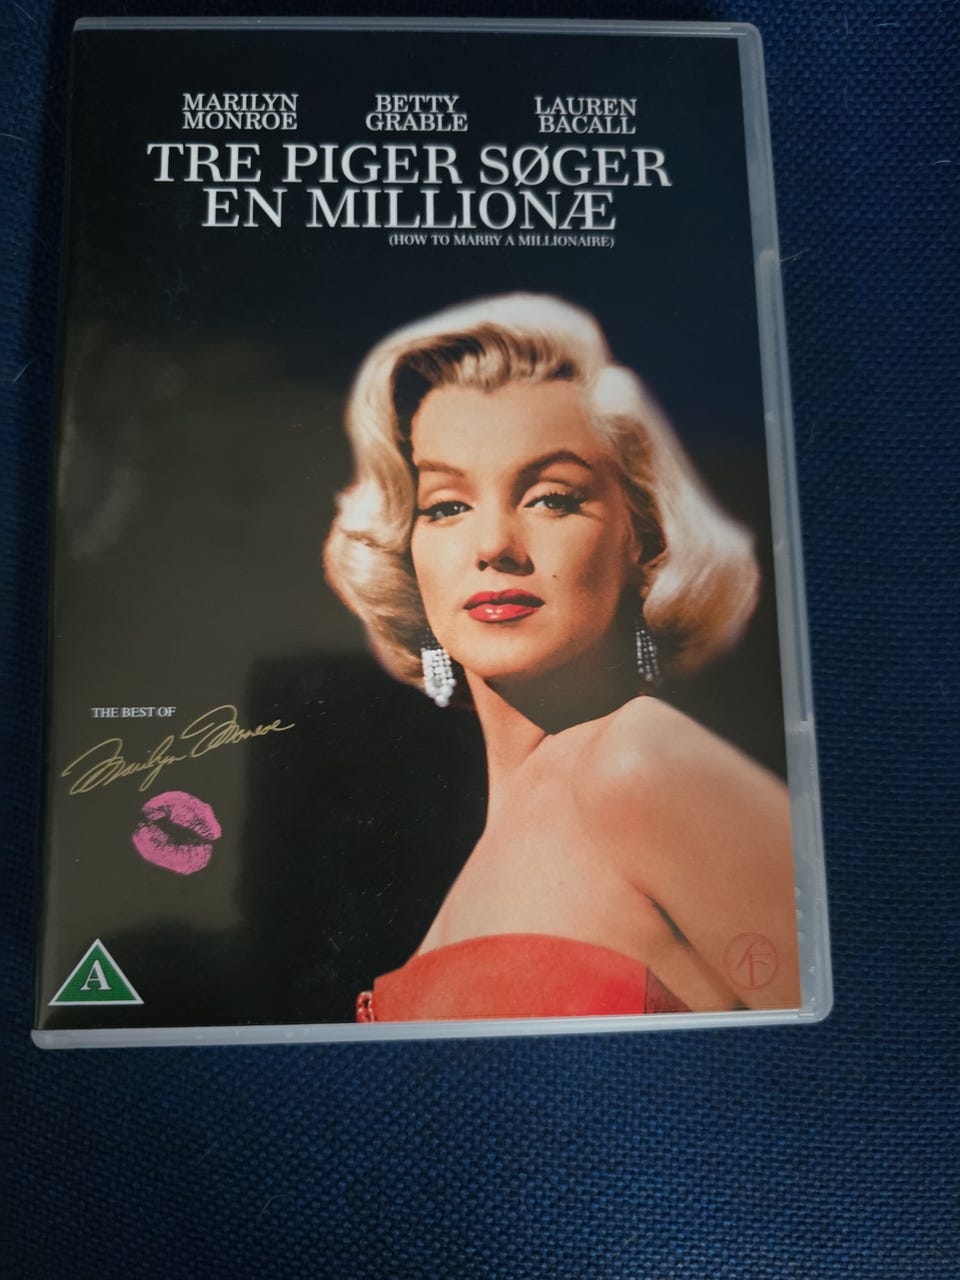 MARILYN MONROE
BETTY GRABLE
LAUREN BACALL
TRE PIGER SØGER
EN MILLIONÆ
(HOW TO MARRY A MILLIONAIRE)
THE BEST OF
Marilyn Monroe
A
SF